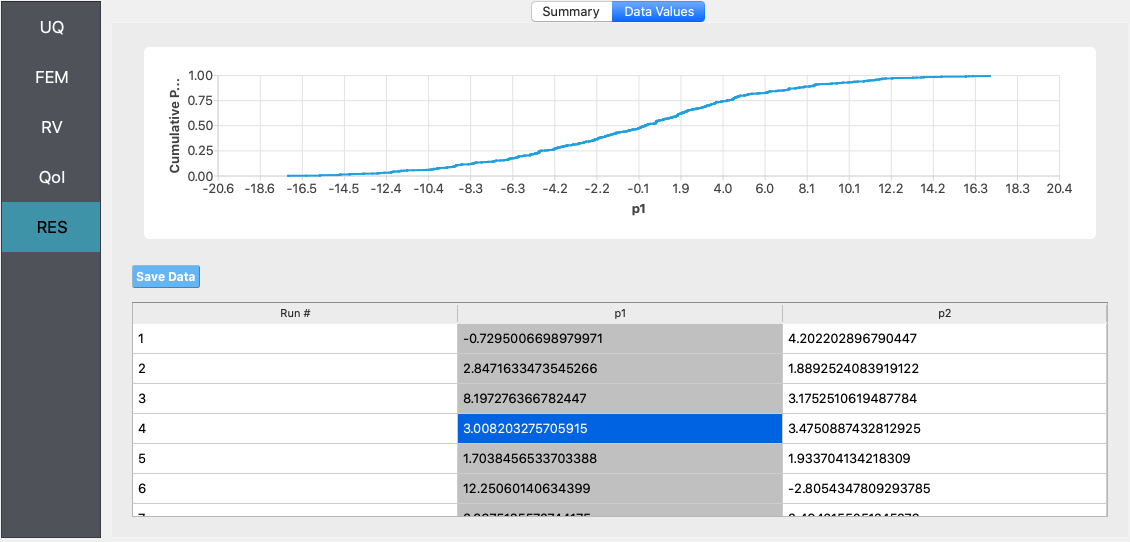 UQ
FEM
RV
QoI
RES
Summary
Data Values
Cumulative P...
1.00
0.75
0.50
0.25
0.00
-20.6 -18.6 -16.5 -14.5 -12.4 -10.4 -8.3 -6.3 -4.2 -2.2 -0.1 1.9 4.0 6.0 8.1 10.1 12.2 14.2 16.3 18.3 20.4
p1
Save Data
Run # p1 p2
1 -0.7295006698979971 4.202202896790447
2 2.8471633473545266 1.8892524083919122
3 8.197276366782447 3.1752510619487784
4 3.008203275705915 3.4750887432812925
5 1.7038456533703388 1.933704134218309
6 12.25060140634399 -2.8054347809293785